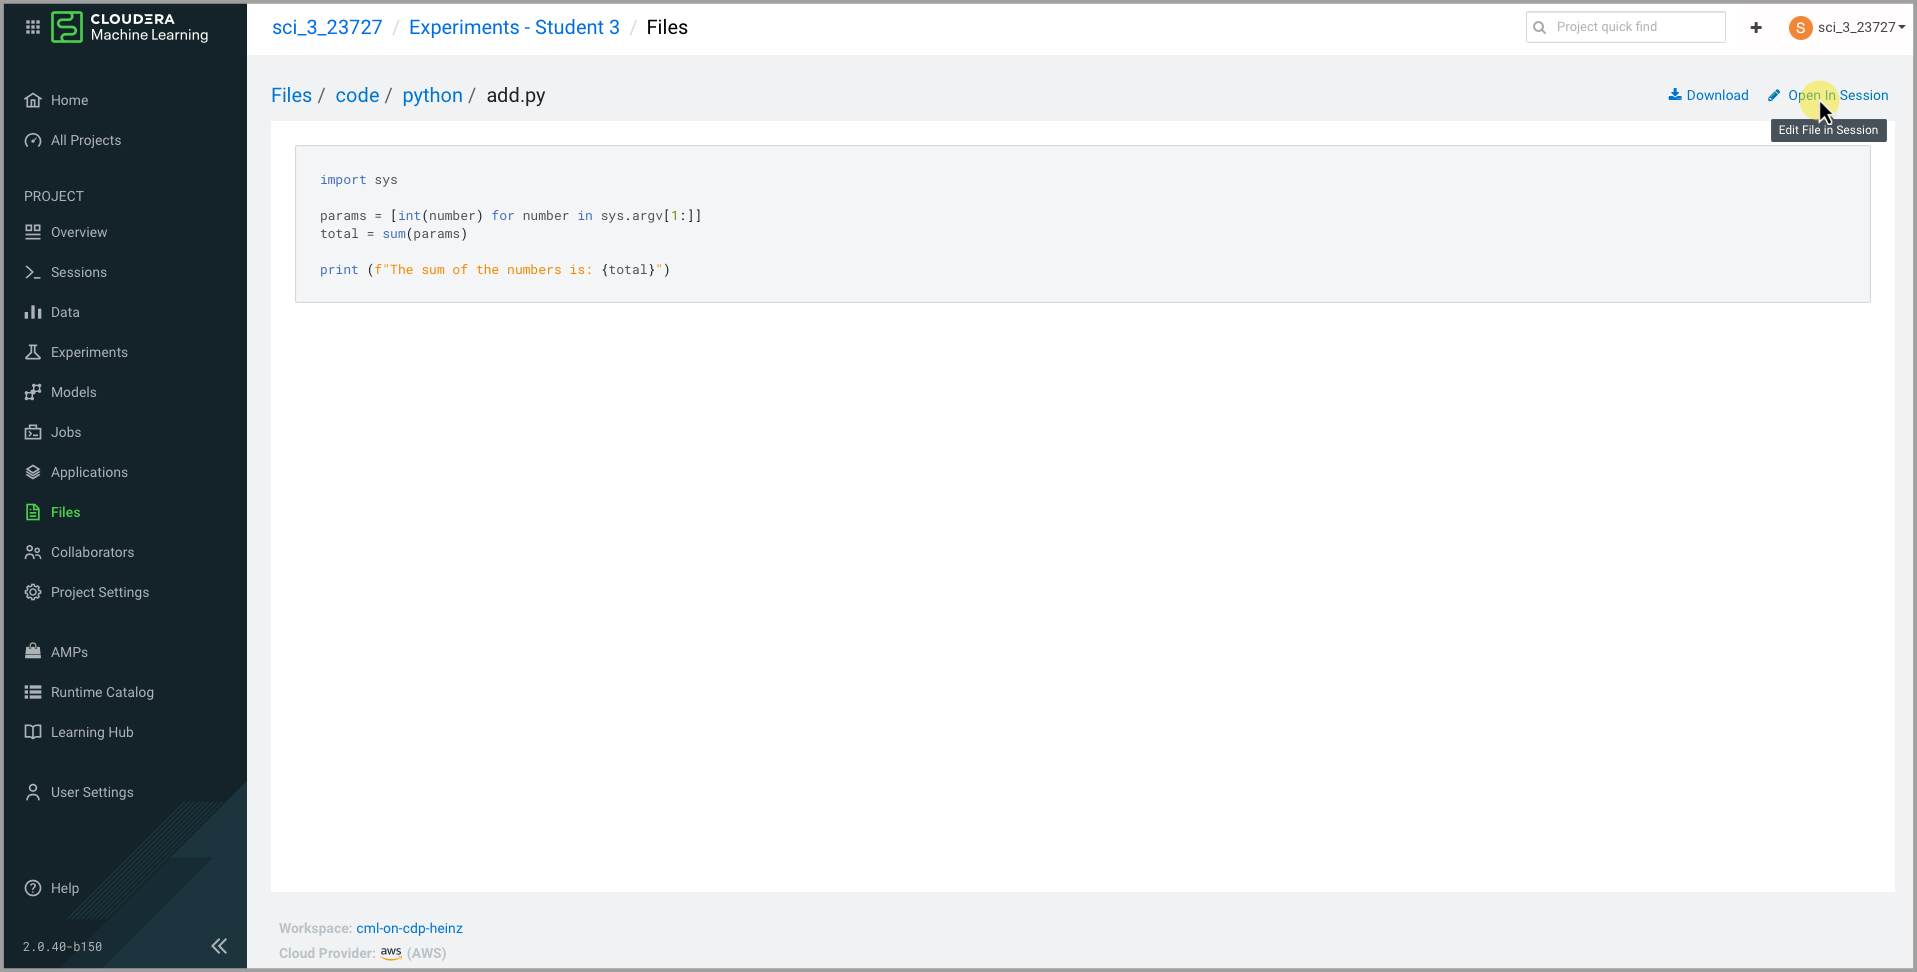 CLOUDERA
Machine Learning
sci_3_23727 / Experiments - Student 3 / Files
Project quick find
+
S sci_3_23727
Home
All Projects
PROJECT
Overview
Sessions
Data
Experiments
Models
Jobs
Applications
Files
Collaborators
Project Settings
AMPs
Runtime Catalog
Learning Hub
User Settings
Help
2.0.40-b150
Files / code / python / add.py
Download
Open In Session
Edit File in Session
import sys
params = [int(number) for number in sys.argv[1:]]
total = sum(params)
print (f"The sum of the numbers is: {total}")
Workspace: cml-on-cdp-heinz
Cloud Provider: aws (AWS)